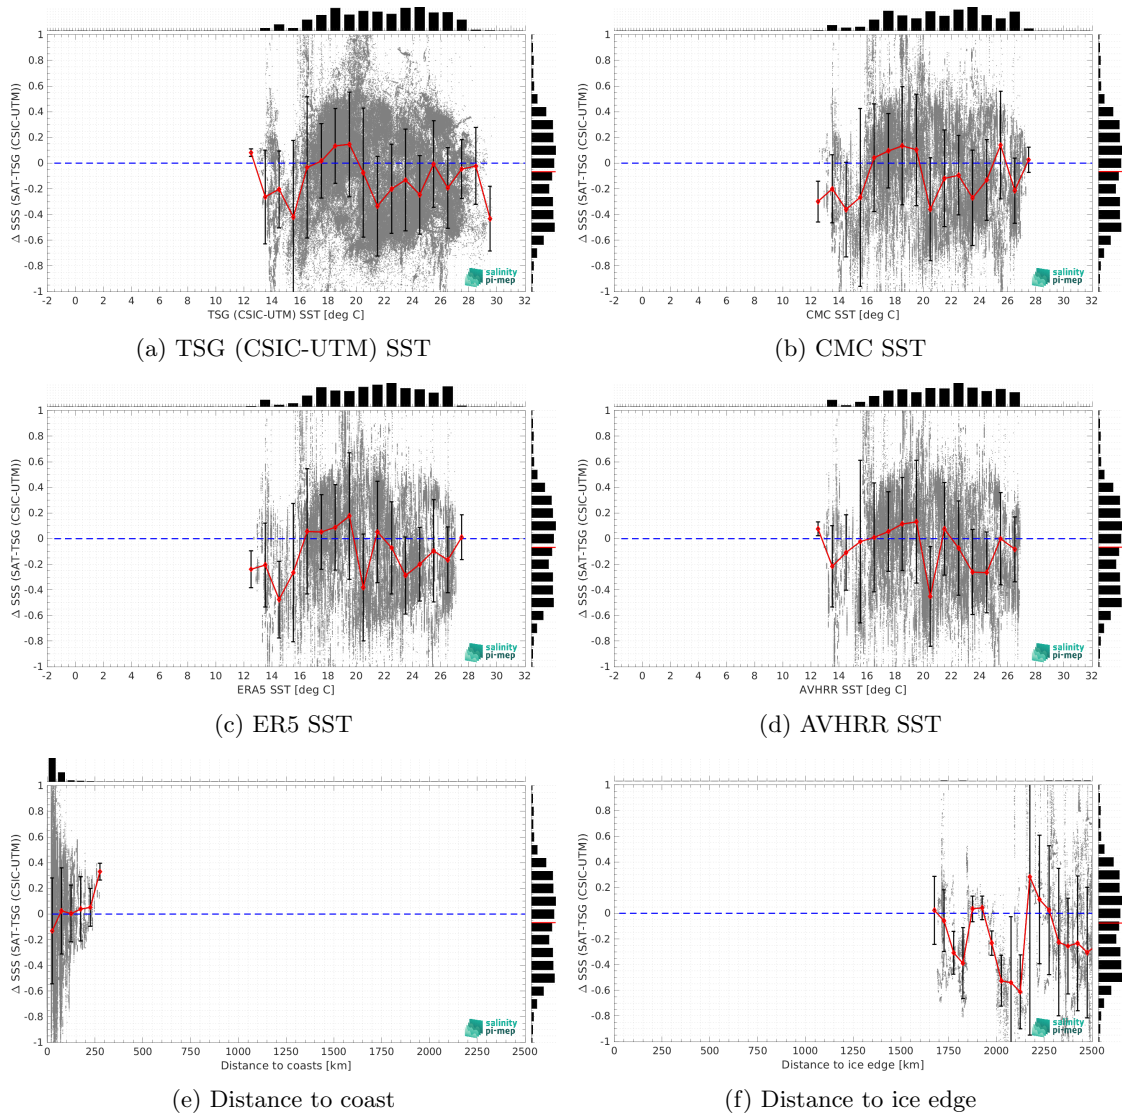 1
0.8
0.6
0.4
0.2
0
-0.2
-0.4
-0.6
-0.8
-1
Δ SSS (SAT-TSG (CSIC-UTM))
-2 0 2 4 6 8 10 12 14 16 18 20 22 24 26 28 30 32
TSG (CSIC-UTM) SST [deg C]
salinity
pi-mep
(a) TSG (CSIC-UTM) SST
1
0.8
0.6
0.4
0.2
0
-0.2
-0.4
-0.6
-0.8
-1
Δ SSS (SAT-TSG (CSIC-UTM))
-2 0 2 4 6 8 10 12 14 16 18 20 22 24 26 28 30 32
CMC SST [deg C]
salinity
pi-mep
(b) CMC SST
1
0.8
0.6
0.4
0.2
0
-0.2
-0.4
-0.6
-0.8
-1
Δ SSS (SAT-TSG (CSIC-UTM))
-2 0 2 4 6 8 10 12 14 16 18 20 22 24 26 28 30 32
ERA5 SST [deg C]
salinity
pi-mep
(c) ER5 SST
1
0.8
0.6
0.4
0.2
0
-0.2
-0.4
-0.6
-0.8
-1
Δ SSS (SAT-TSG (CSIC-UTM))
-2 0 2 4 6 8 10 12 14 16 18 20 22 24 26 28 30 32
AVHRR SST [deg C]
salinity
pi-mep
(d) AVHRR SST
1
0.8
0.6
0.4
0.2
0
-0.2
-0.4
-0.6
-0.8
-1
Δ SSS (SAT-TSG (CSIC-UTM))
0 250 500 750 1000 1250 1500 1750 2000 2250 2500
Distance to coasts [km]
salinity
pi-mep
(e) Distance to coast
1
0.8
0.6
0.4
0.2
0
-0.2
-0.4
-0.6
-0.8
-1
Δ SSS (SAT-TSG (CSIC-UTM))
0 250 500 750 1000 1250 1500 1750 2000 2250 2500
Distance to ice edge [km]
salinity
pi-mep
(f) Distance to ice edge